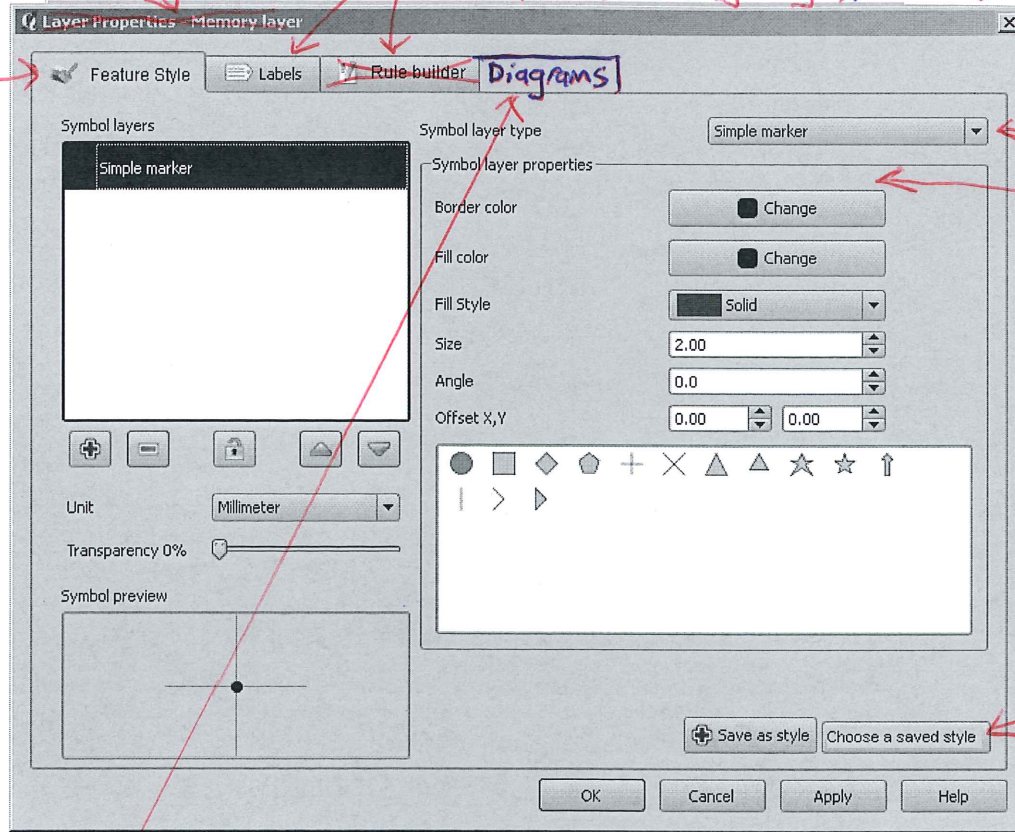 Layer Properties - Memory layer
Feature Style
Labels
Rule builder
Diagrams
Symbol layers
Simple marker
Symbol layer type
Simple marker
Symbol layer properties
Border color
Change
Fill color
Change
Fill Style
Solid
Size
2.00
Angle
0.0
Offset X,Y
0.00
0.00
Unit
Millimeter
Transparency 0%
Symbol preview
Save as style
Choose a saved style
OK
Cancel
Apply
Help